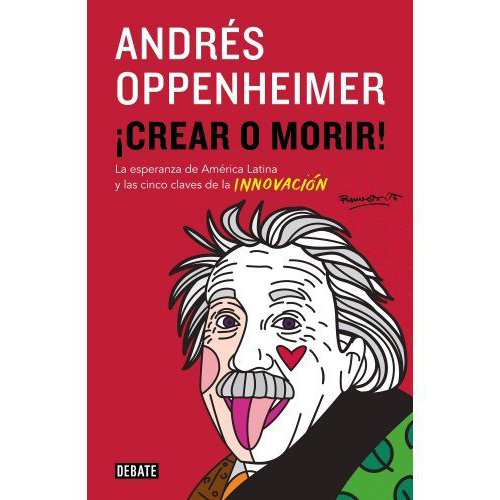 ANDRÉS
OPPENHEIMER
¡CREAR O MORIR!
La esperanza de América Latina
y las cinco claves de la INNOVACIÓN
DEBATE